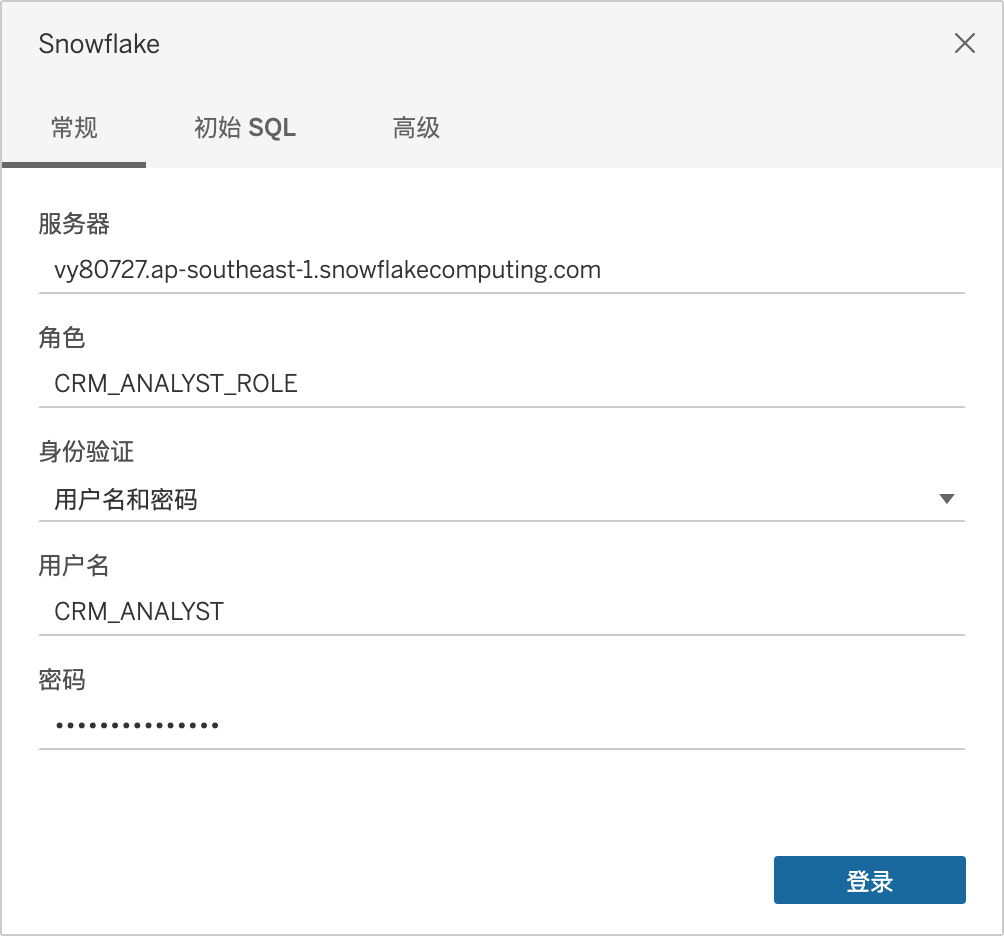 Snowflake
常规 初始 SQL 高级
服务器
vy80727.ap-southeast-1.snowflakecomputing.com
角色
CRM_ANALYST_ROLE
身份验证
用户名和密码
用户名
CRM_ANALYST
密码
•••••••••••••••
登录